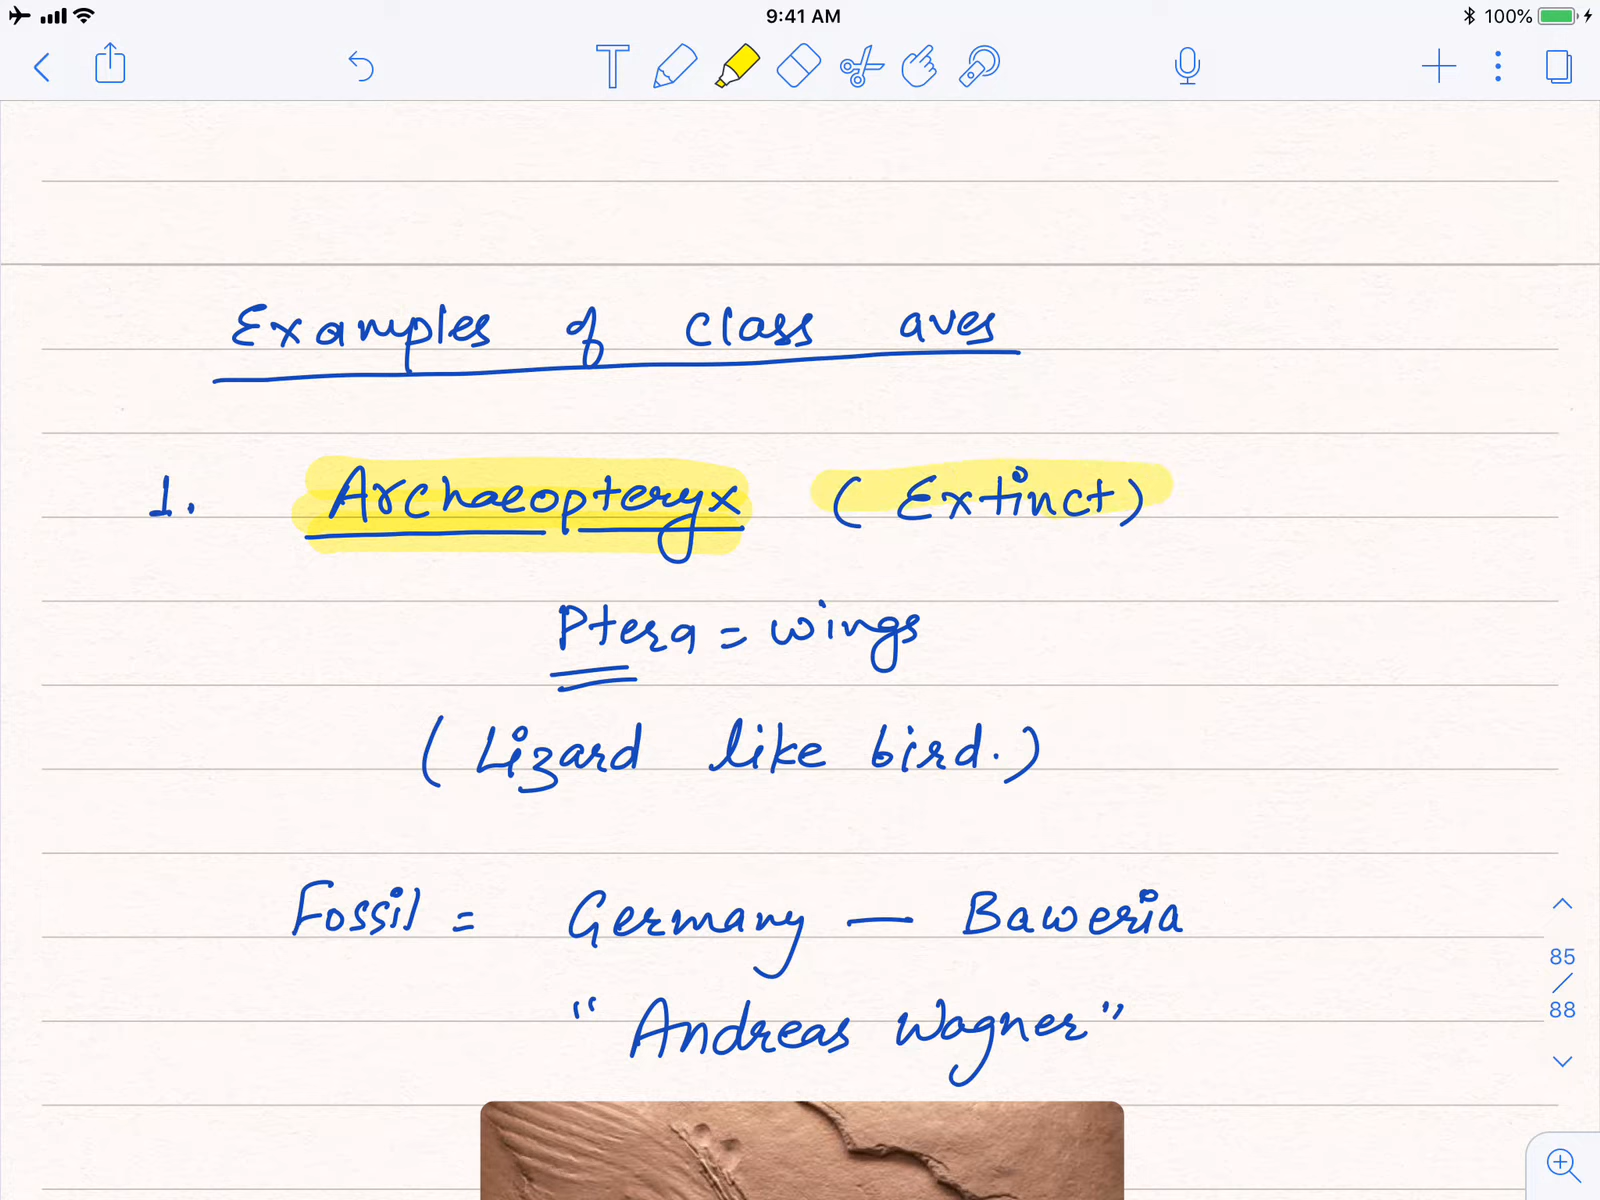 9:41 AM
100%
T
Examples of class aves
1. Archaeopteryx (Extinct)
Ptera = wings
(Lizard like bird.)
Fossil = Germany — Baweria
"Andreas Wagner"
85
/
88